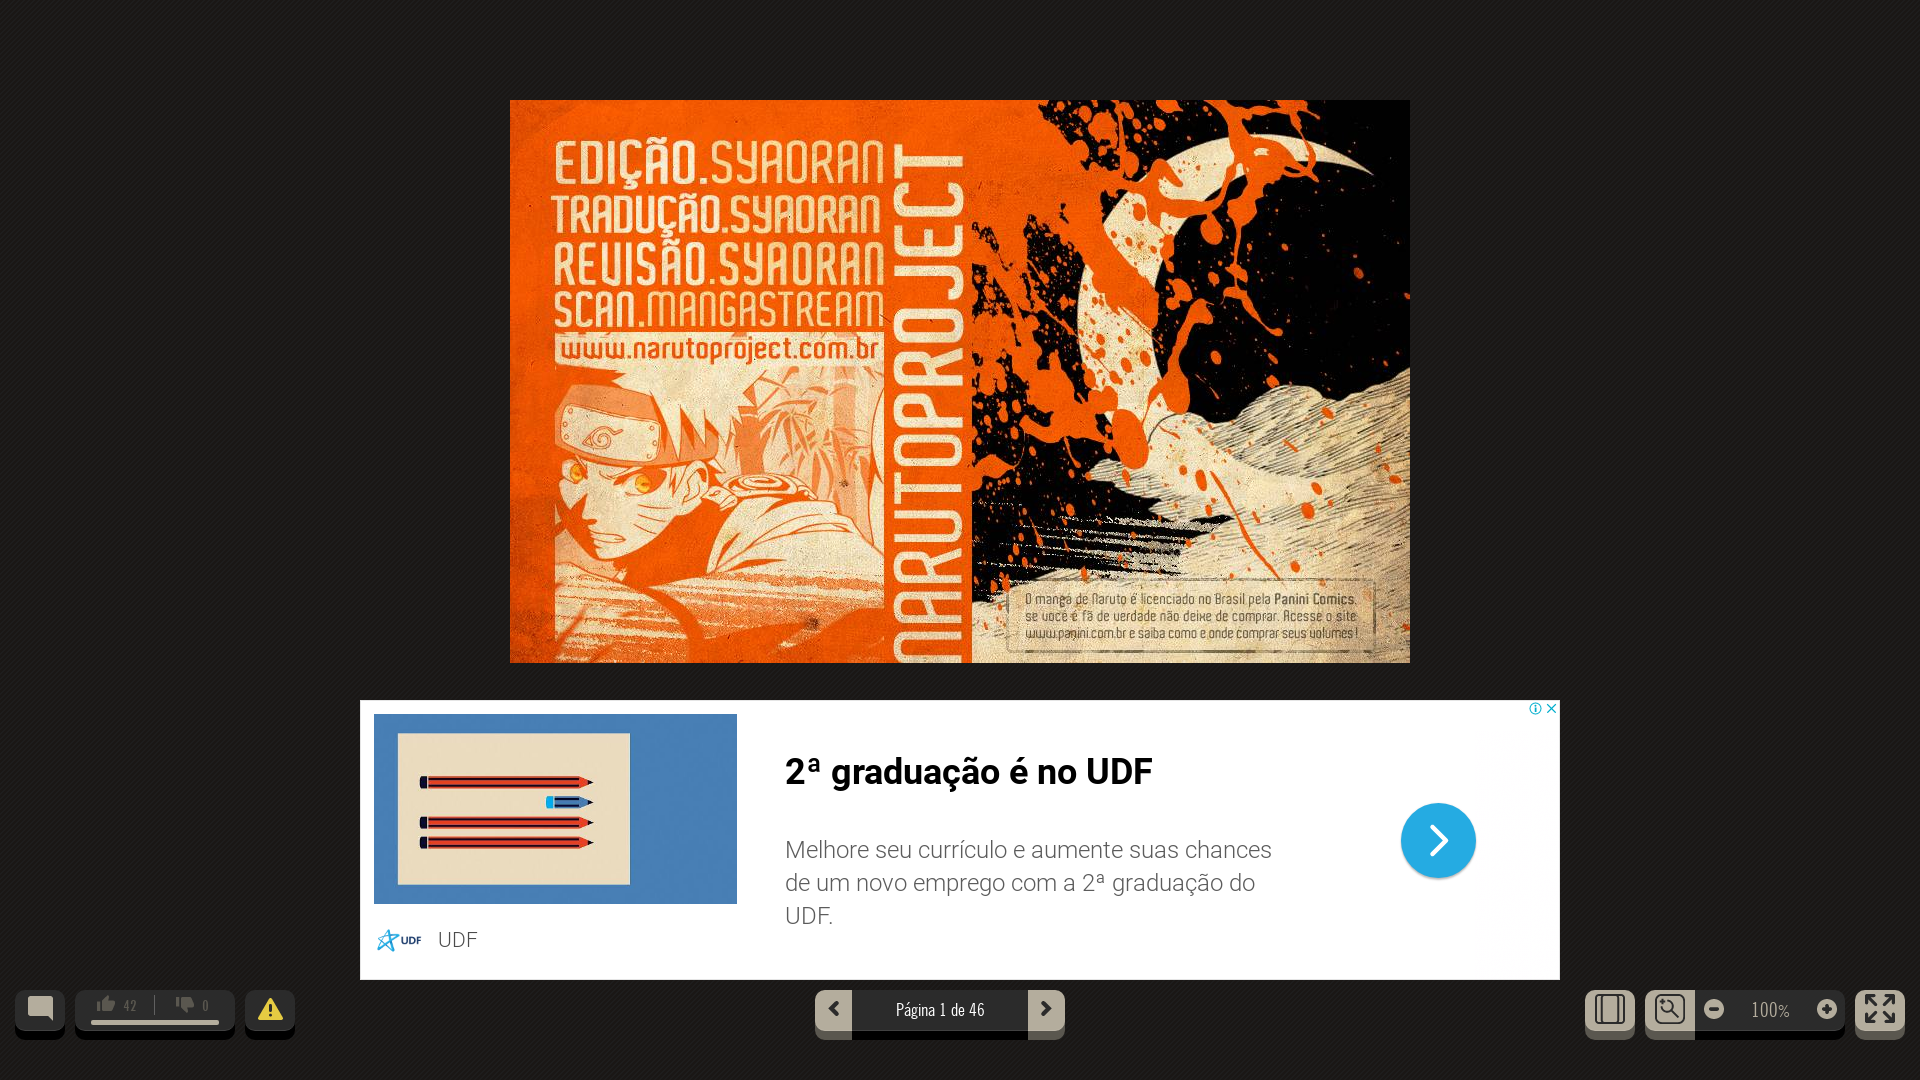 EDIÇÃO.SYAORAN
TRADUÇÃO.SYAORAN
REVISÃO.SYAORAN
SCAN.MANGASTREAM
www.narutoproject.com.br
NARUTOPROJECT
O mangá de Naruto é licenciado no Brasil pela Panini Comics,
se você é fã de verdade não deixe de comprar. Acesse o site
www.panini.com.br e saiba como e onde comprar seus volumes!
2ª graduação é no UDF
Melhore seu currículo e aumente suas chances
de um novo emprego com a 2ª graduação do
UDF.
UDF UDF
42 0
Página 1 de 46
100%